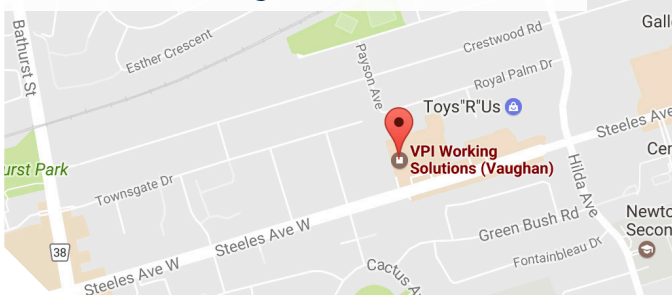 Bathurst St
Esther Crescent
Payson Ave
Crestwood Rd
Royal Palm Dr
Toys"R"Us
Steeles Ave
VPI Working
Solutions (Vaughan)
Hilda Ave
urst Park
Townsgate Dr
38
Steeles Ave W
Steeles Ave W
Cactus
Green Bush Rd
Fontainbleau Dr
Newto
Secon
Gall
Cer